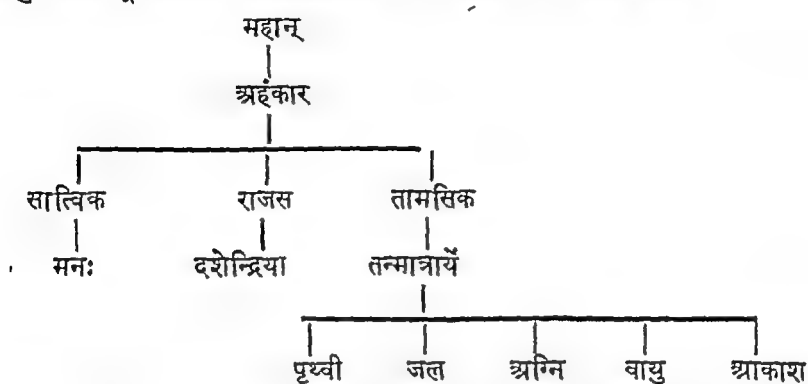 महान्
अहंकार
सात्विक राजस तामसिक
मनः दशेन्द्रिया तन्मात्रायें
पृथ्वी जल अग्नि वायु आकाश